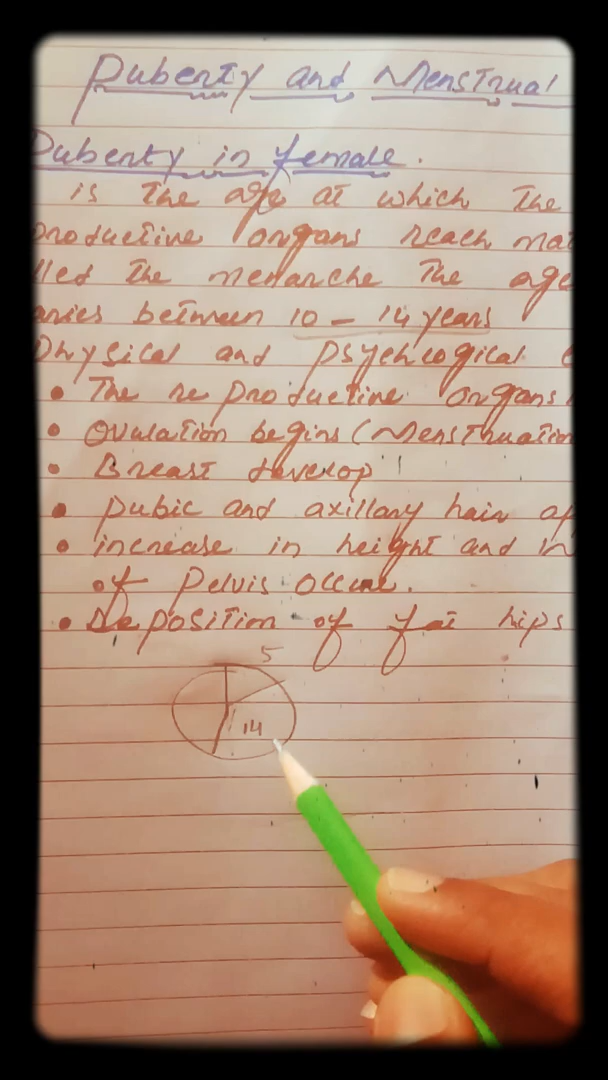 Puberty and Menstrual
Puberty in female.
is the age at which the
productive organs reach mat
lled the menarche the age
aries between 10 - 14 years
Physical and psychlogical c
• The reproductive organs
• Ovulation begins (Menstruation
• Breast develop
• pubic and axillary hair ap
• increase in height and in
of pelvis occur.
• Deposition of fat hips
5
14